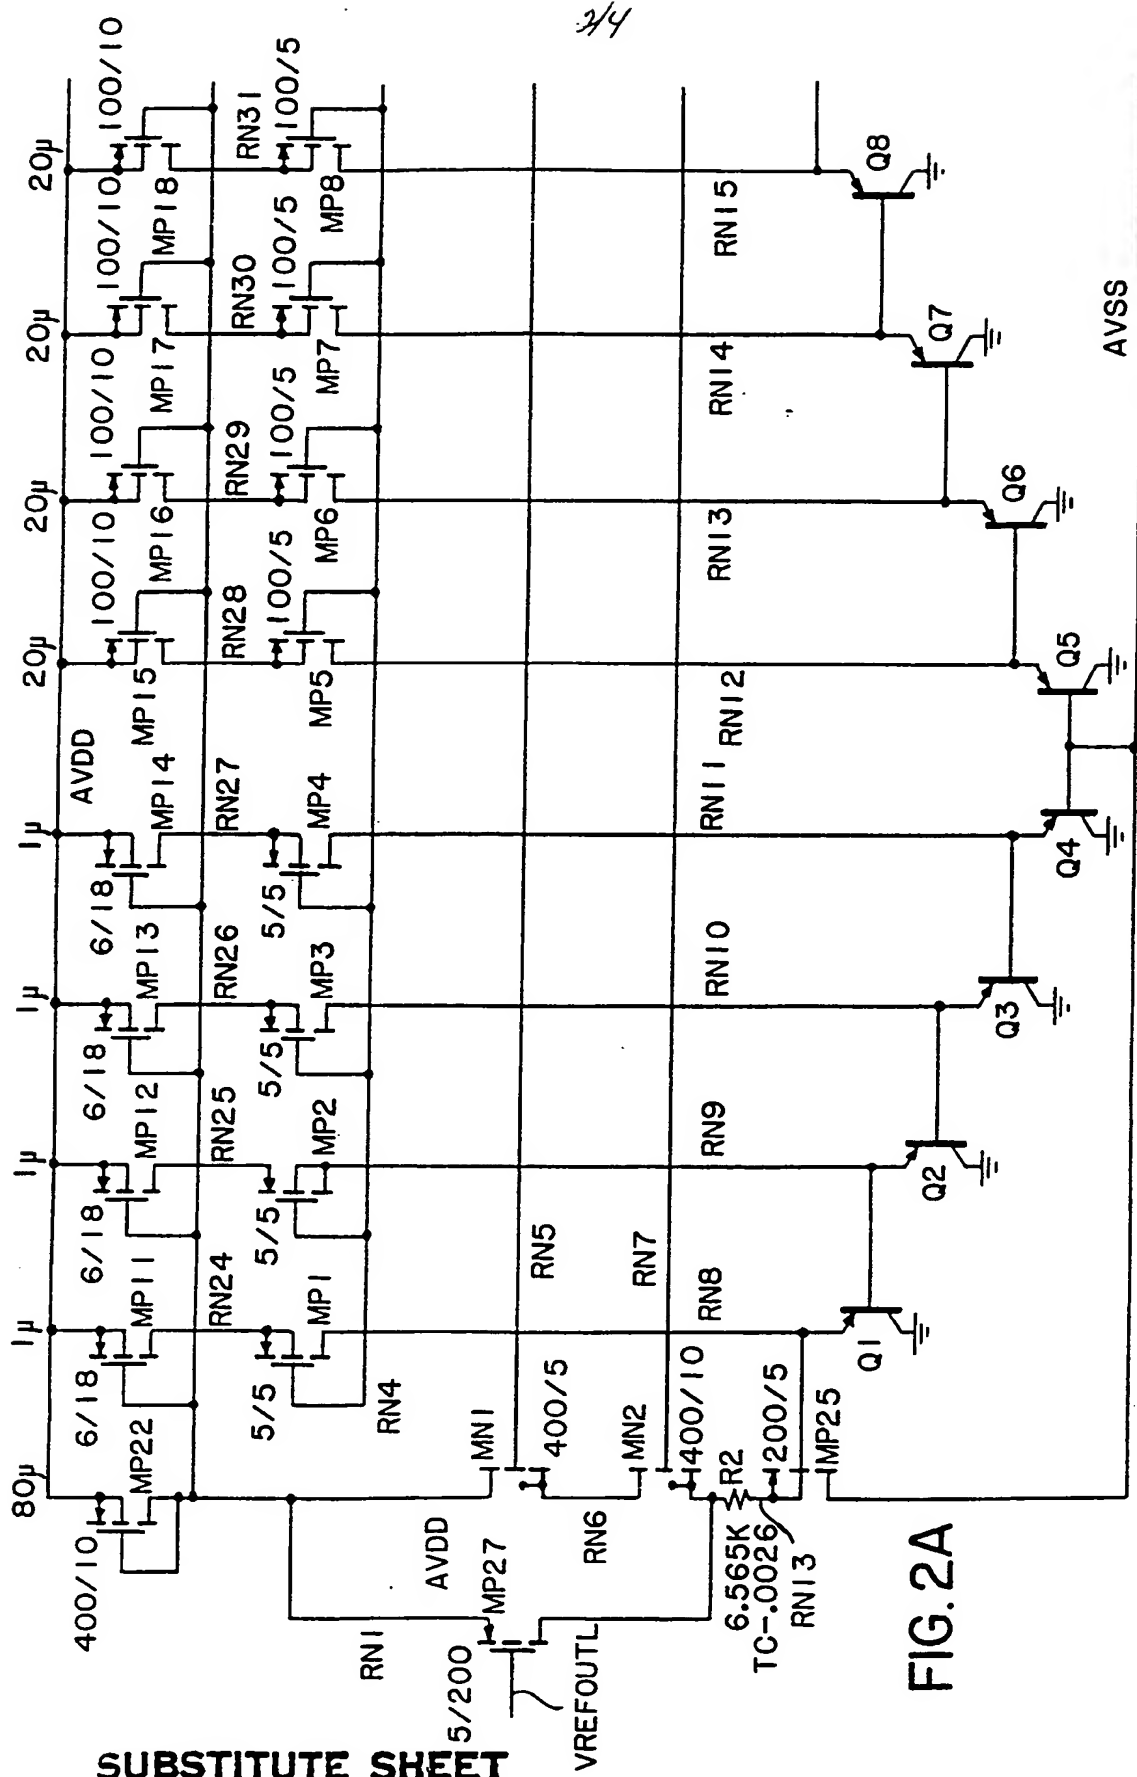 2/4
80µ
1µ
1µ
1µ
1µ
20µ
20µ
20µ
20µ
AVDD
400/10
MP22
6/18
MP11
6/18
MP12
6/18
MP13
6/18
MP14
100/10
MP15
100/10
MP16
100/10
MP17
100/10
MP18
RN24
RN25
RN26
RN27
RN28
RN29
RN30
RN31
5/5
MP1
5/5
MP2
5/5
MP3
5/5
MP4
100/5
MP5
100/5
MP6
100/5
MP7
100/5
MP8
RN4
RN1
AVDD
5/200
MP27
VREFOUTL
MN1
400/5
RN5
RN6
MN2
400/10
RN7
RN8
RN9
RN10
RN11
RN12
RN13
RN14
RN15
R2
6.565K
TC-.0026
RN13
200/5
MP25
Q1
Q2
Q3
Q4
Q5
Q6
Q7
Q8
AVSS
FIG. 2A
SUBSTITUTE SHEET